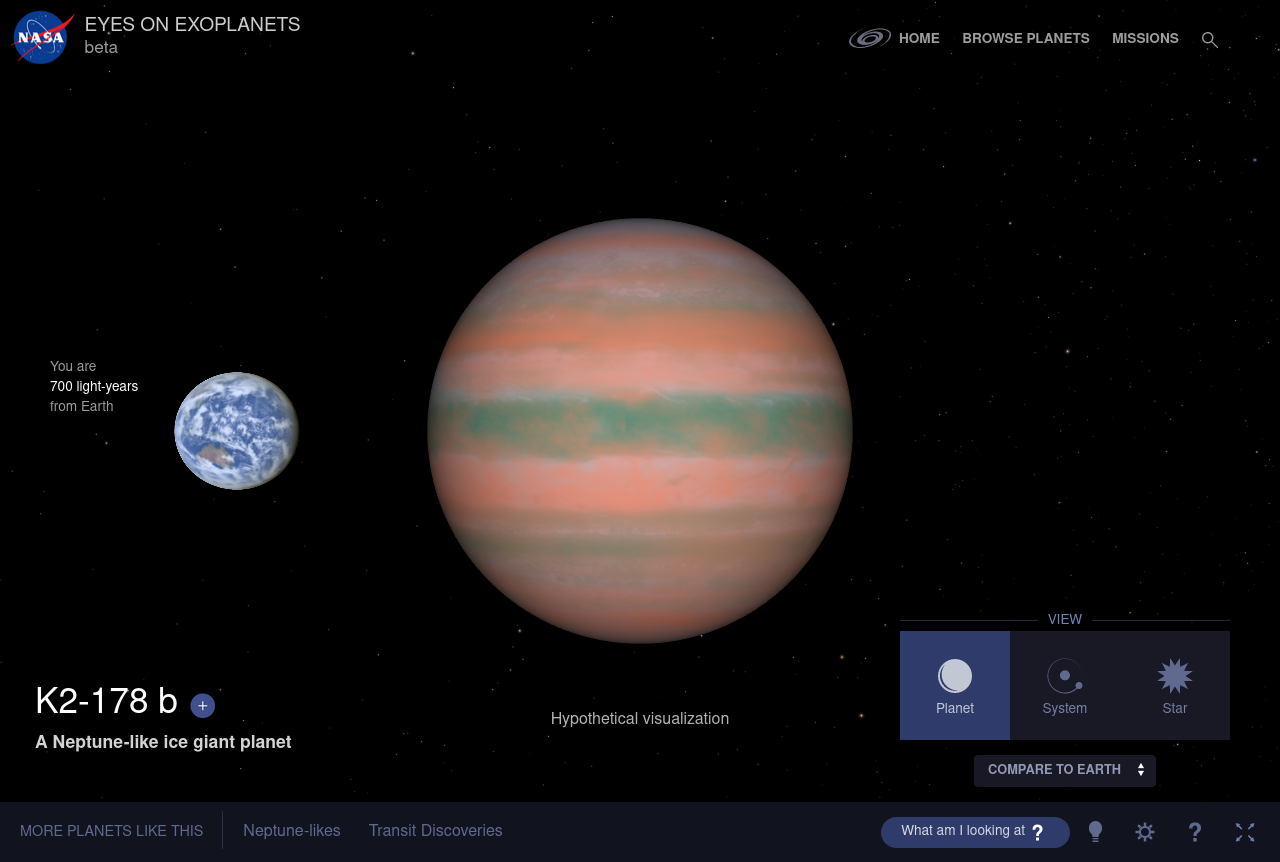 NASA
EYES ON EXOPLANETS
beta
HOME
BROWSE PLANETS
MISSIONS
You are
700 light-years
from Earth
K2-178 b +
A Neptune-like ice giant planet
Hypothetical visualization
VIEW
Planet
System
Star
COMPARE TO EARTH
MORE PLANETS LIKE THIS
Neptune-likes
Transit Discoveries
What am I looking at ?
?